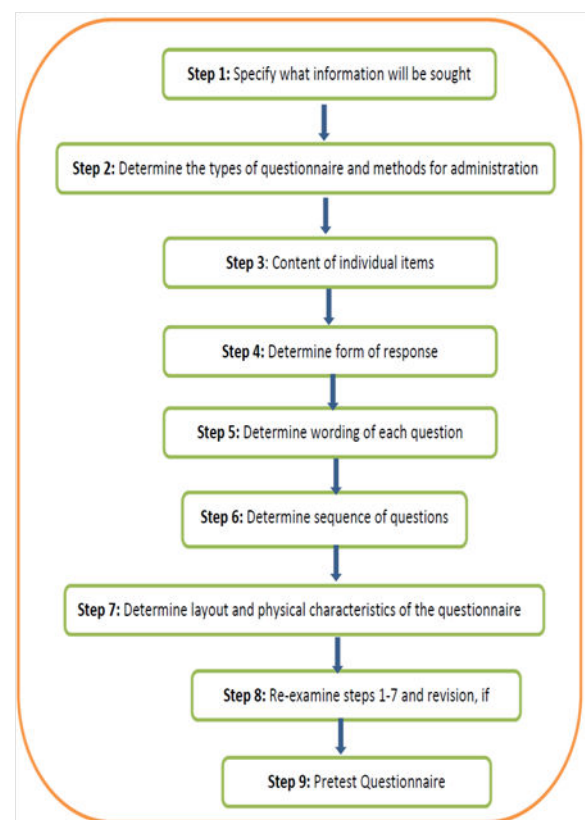 Step 1: Specify what information will be sought
Step 2: Determine the types of questionnaire and methods for administration
Step 3: Content of individual items
Step 4: Determine form of response
Step 5: Determine wording of each question
Step 6: Determine sequence of questions
Step 7: Determine layout and physical characteristics of the questionnaire
Step 8: Re-examine steps 1-7 and revision, if
Step 9: Pretest Questionnaire